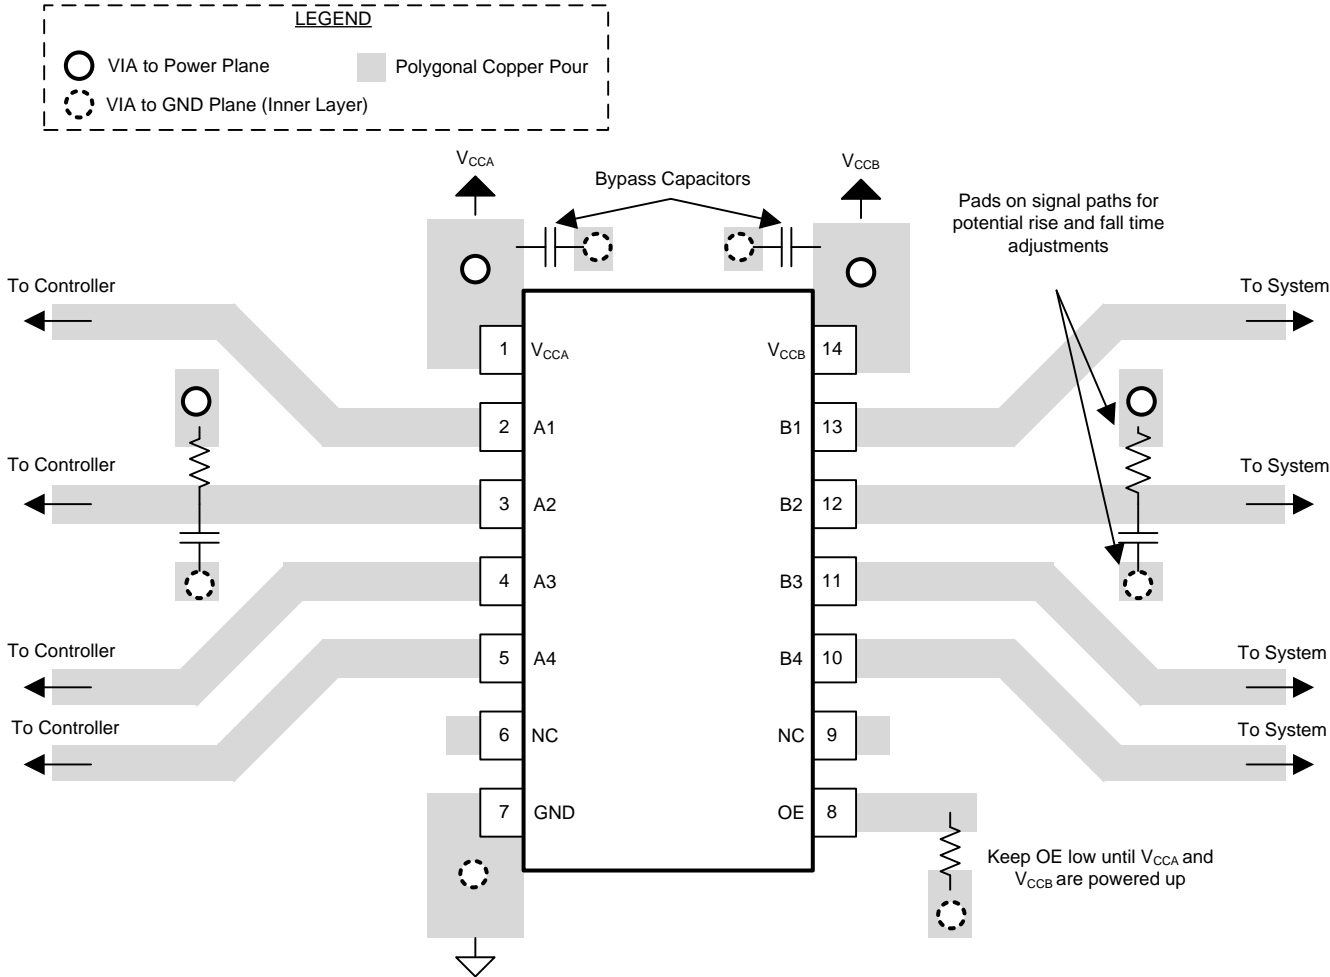 LEGEND
VIA to Power Plane
Polygonal Copper Pour
VIA to GND Plane (Inner Layer)
VCCA
Bypass Capacitors
VCCB
Pads on signal paths for
potential rise and fall time
adjustments
To Controller
To System
1
VCCA
VCCB
14
2
A1
B1
13
To Controller
To System
3
A2
B2
12
4
A3
B3
11
To Controller
To System
5
A4
B4
10
To Controller
To System
6
NC
NC
9
7
GND
OE
8
Keep OE low until VCCA and
VCCB are powered up